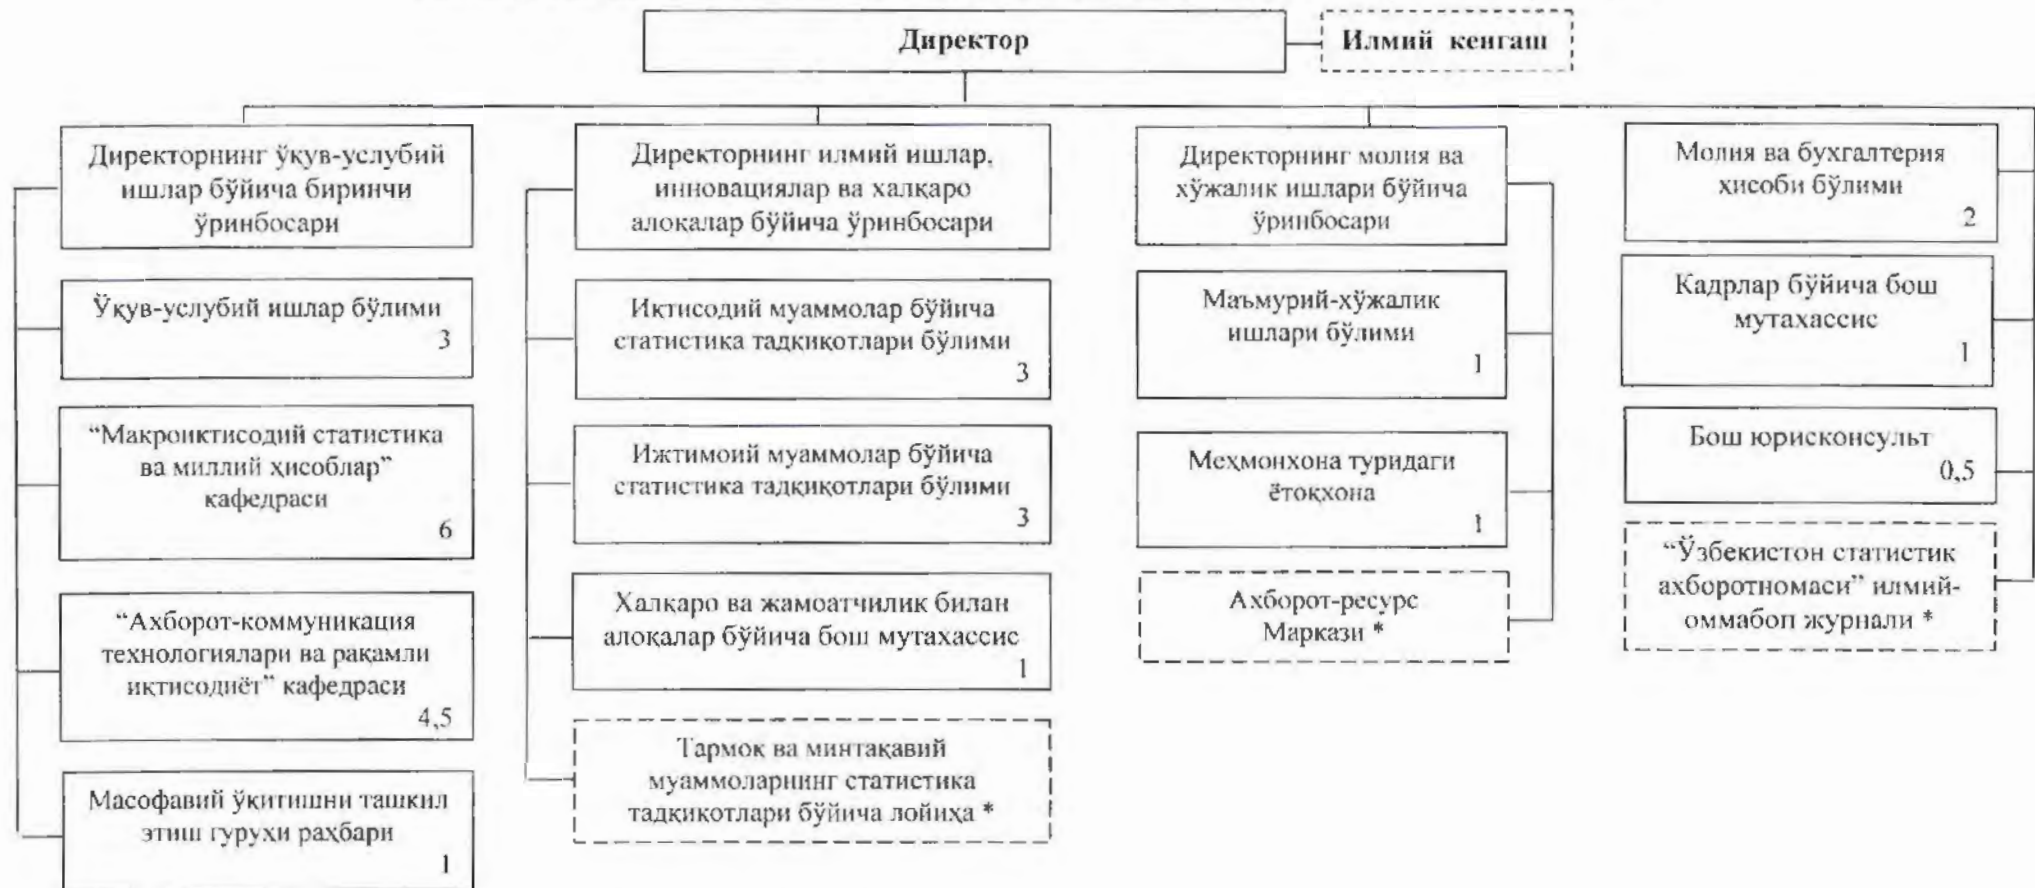 Директор
Илмий кенгаш
Директорнинг ўқув-услубий
ишлар бўйича биринчи
ўринбосари
Ўқув-услубий ишлар бўлими
3
“Макроиқтисодий статистика
ва миллий ҳисоблар”
кафедраси
6
“Ахборот-коммуникация
технологиялари ва рақамли
иқтисодиёт” кафедраси
4,5
Масофавий ўқитишни ташкил
этиш гуруҳи раҳбари
1
Директорнинг илмий ишлар,
инновациялар ва халқаро
алоқалар бўйича ўринбосари
Иқтисодий муаммолар бўйича
статистика тадқиқотлари бўлими
3
Ижтимоий муаммолар бўйича
статистика тадқиқотлари бўлими
3
Халқаро ва жамоатчилик билан
алоқалар бўйича бош мутахассис
1
Тармоқ ва минтақавий
муаммоларнинг статистика
тадқиқотлари бўйича лойиҳа *
Директорнинг молия ва
хўжалик ишлари бўйича
ўринбосари
Маъмурий-хўжалик
ишлари бўлими
1
Меҳмонхона туридаги
ётоқхона
1
Ахборот-ресурс
Маркази *
Молия ва бухгалтерия
ҳисоби бўлими
2
Кадрлар бўйича бош
мутахассис
1
Бош юрисконсульт
0,5
“Ўзбекистон статистик
ахборотномаси” илмий-
оммабоп журнали *